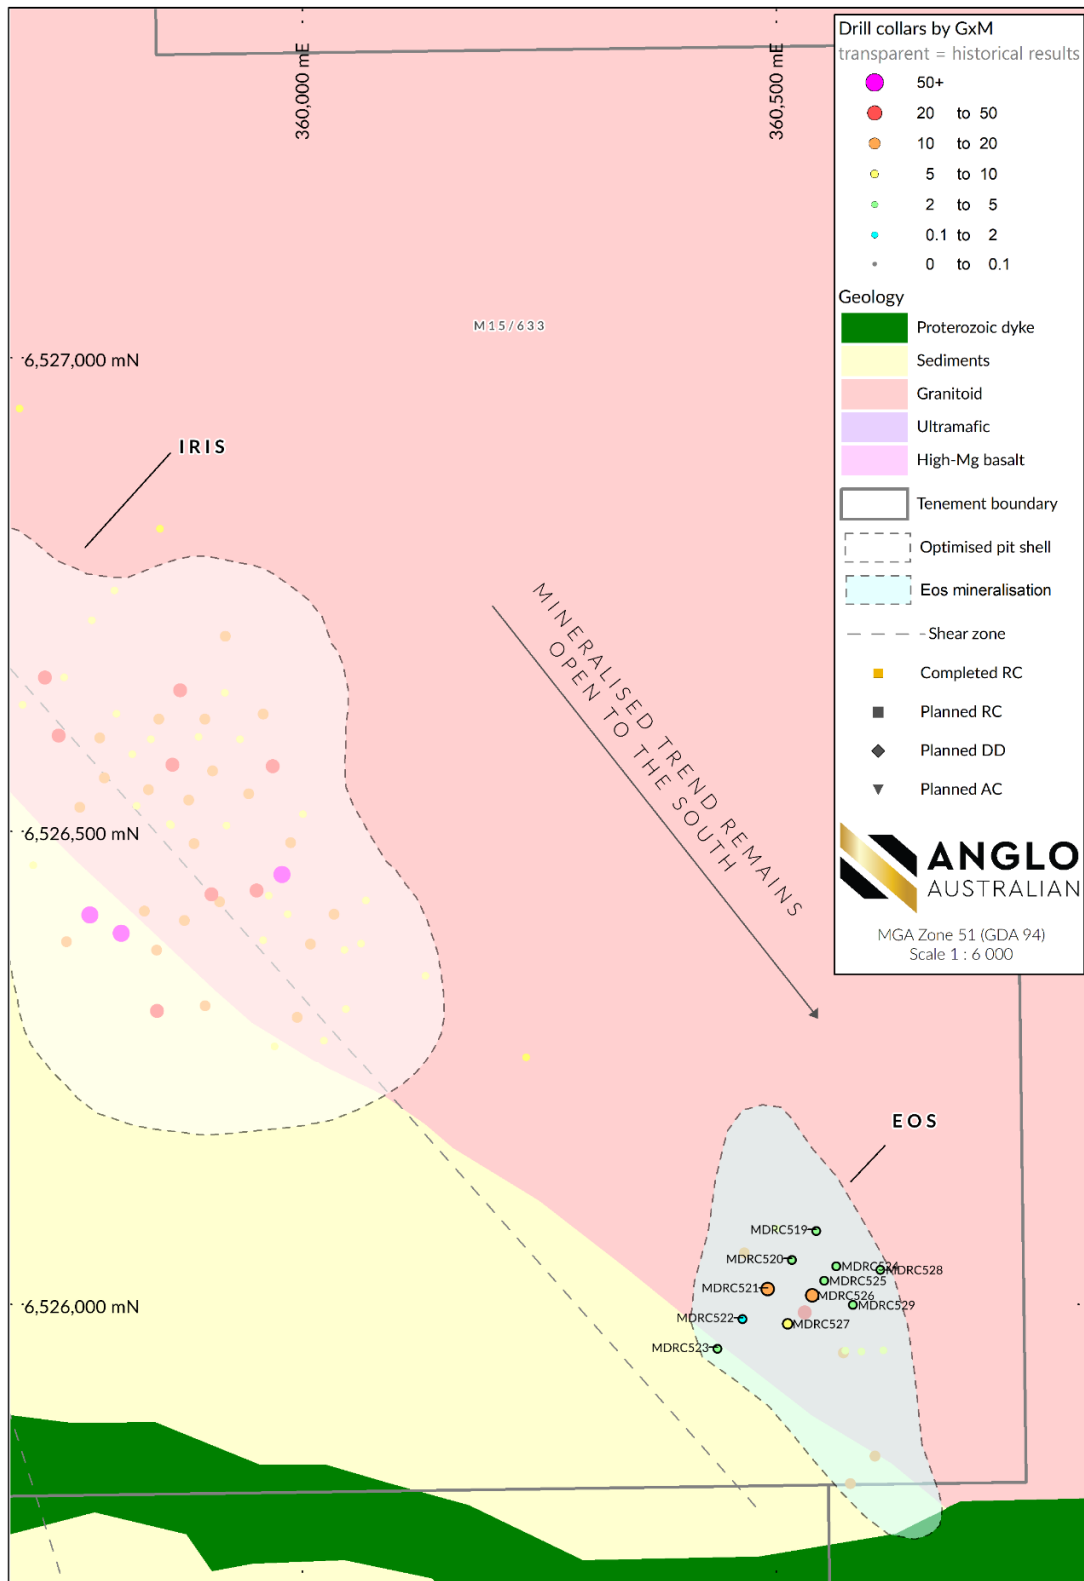 Drill collars by GxM
transparent = historical results
50+
20 to 50
10 to 20
5 to 10
2 to 5
0.1 to 2
0 to 0.1
Geology
Proterozoic dyke
Sediments
Granitoid
Ultramafic
High-Mg basalt
Tenement boundary
Optimised pit shell
Eos mineralisation
Shear zone
Completed RC
Planned RC
Planned DD
Planned AC
ANGLO
AUSTRALIAN
MGA Zone 51 (GDA 94)
Scale 1 : 6 000
360,000 mE
360,500 mE
M15/633
6,527,000 mN
IRIS
MINERALISED TREND REMAINS
OPEN TO THE SOUTH
6,526,500 mN
EOS
MDRC519
MDRC520
MDRC524
MDRC528
MDRC525
MDRC521
MDRC526
MDRC529
6,526,000 mN
MDRC522
MDRC527
MDRC523